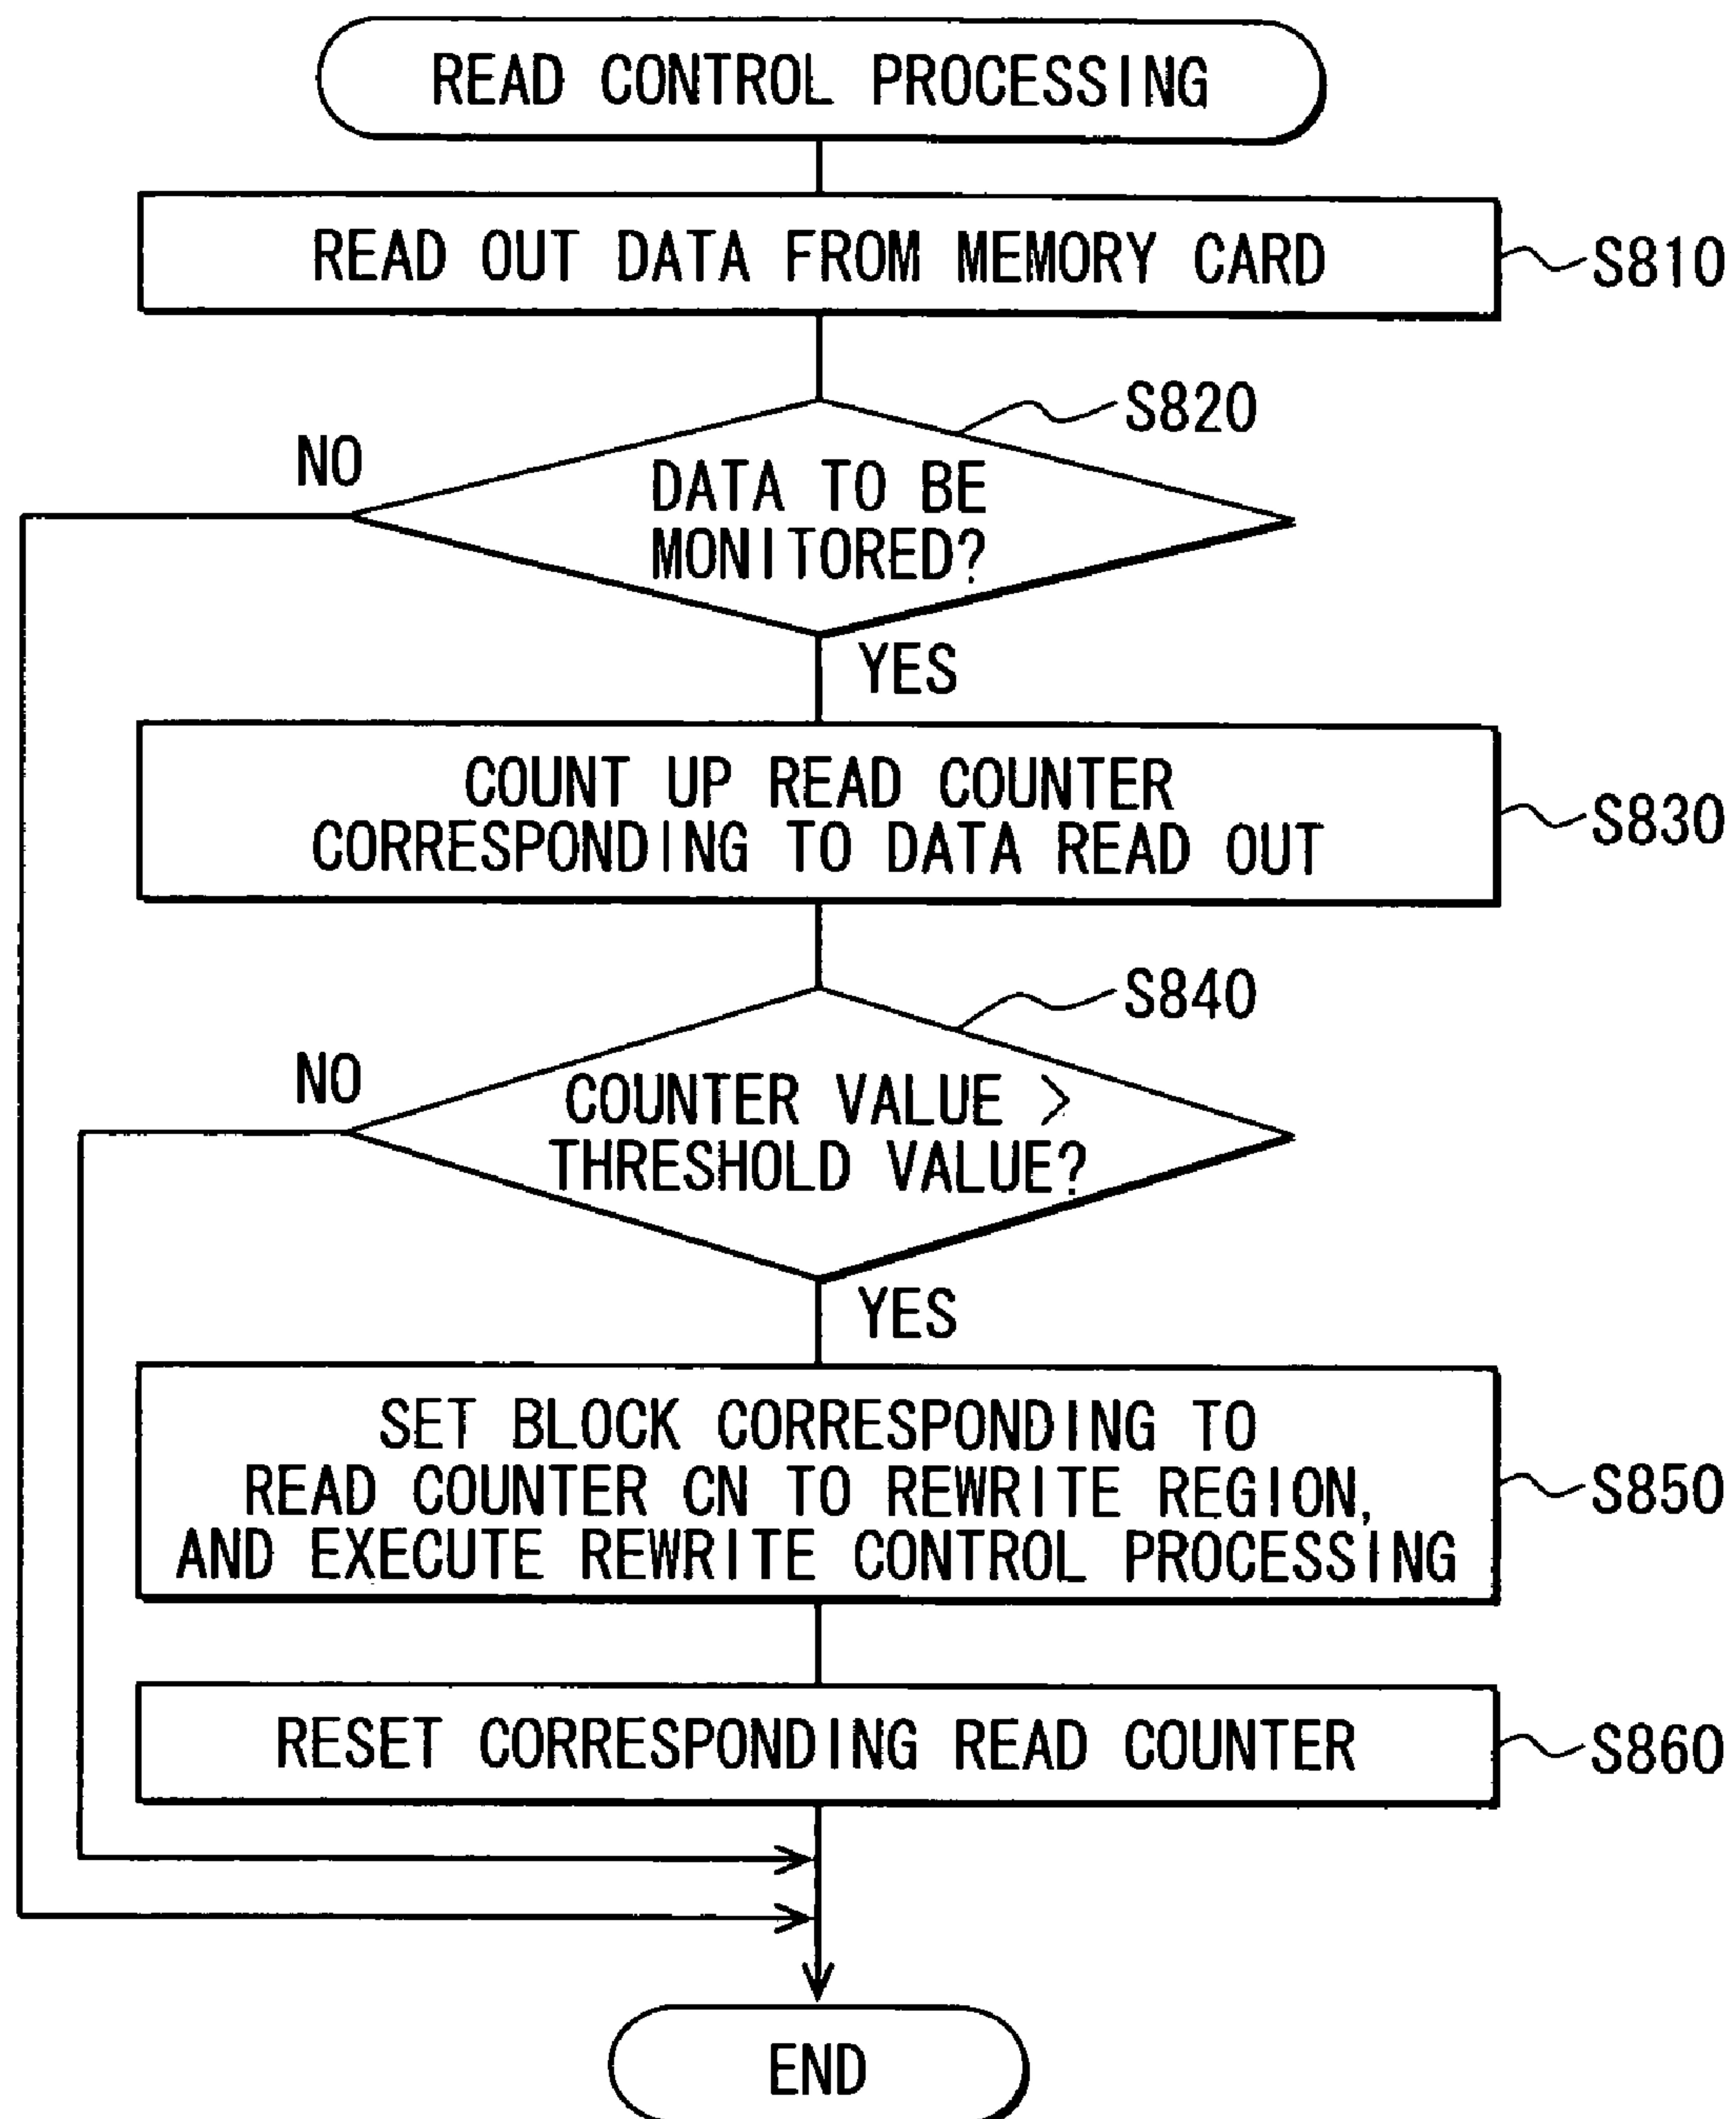 READ CONTROL PROCESSING
READ OUT DATA FROM MEMORY CARD
S810
S820
NO
DATA TO BE
MONITORED?
YES
COUNT UP READ COUNTER
CORRESPONDING TO DATA READ OUT
S830
S840
NO
COUNTER VALUE >
THRESHOLD VALUE?
YES
SET BLOCK CORRESPONDING TO
READ COUNTER CN TO REWRITE REGION,
AND EXECUTE REWRITE CONTROL PROCESSING
S850
RESET CORRESPONDING READ COUNTER
S860
END